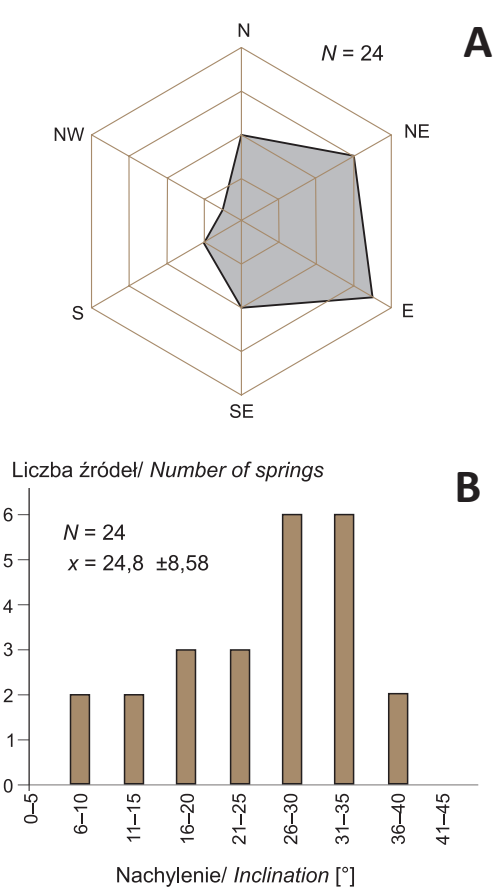 N
A
N = 24
NW
NE
S
E
SE
Liczba źródeł/ Number of springs
B
N = 24
x = 24,8 ±8,58
6
5
4
3
2
1
0
0–5
6–10
11–15
16–20
21–25
26–30
31–35
36–40
41–45
Nachylenie/ Inclination [°]